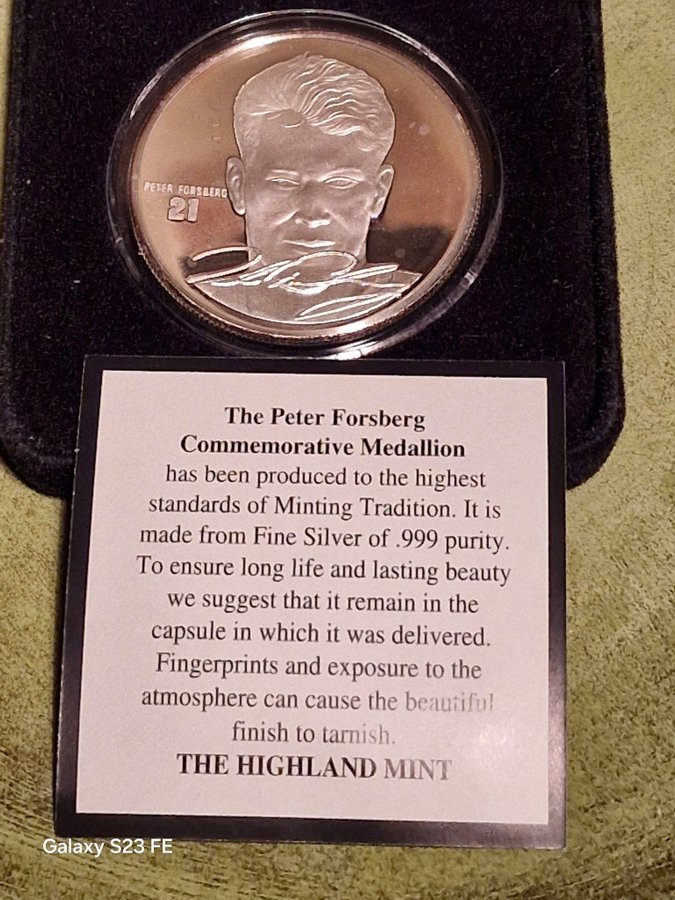 PETER FORSBERG
21
The Peter Forsberg
Commemorative Medallion
has been produced to the highest
standards of Minting Tradition. It is
made from Fine Silver of .999 purity.
To ensure long life and lasting beauty
we suggest that it remain in the
capsule in which it was delivered.
Fingerprints and exposure to the
atmosphere can cause the beautiful
finish to tarnish.
THE HIGHLAND MINT
Galaxy S23 FE